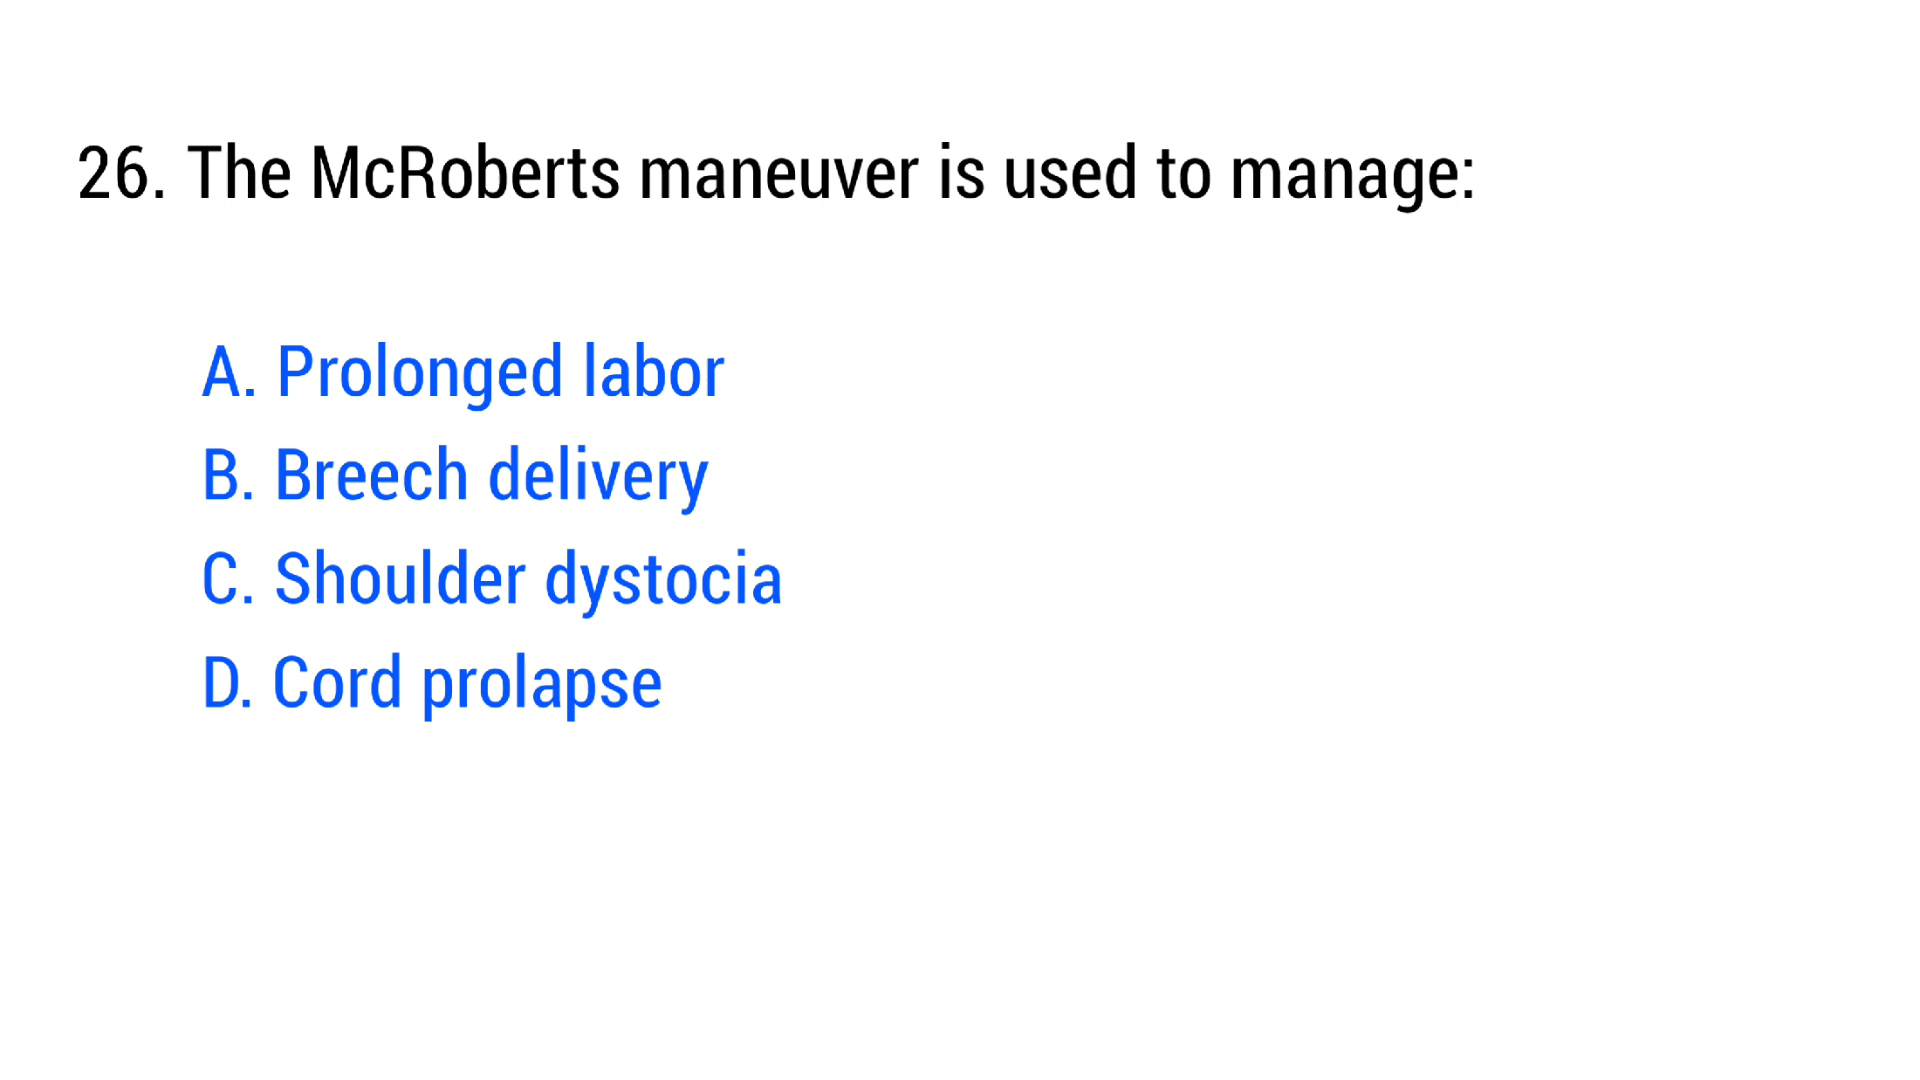 26. The McRoberts maneuver is used to manage:
A. Prolonged labor
B. Breech delivery
C. Shoulder dystocia
D. Cord prolapse